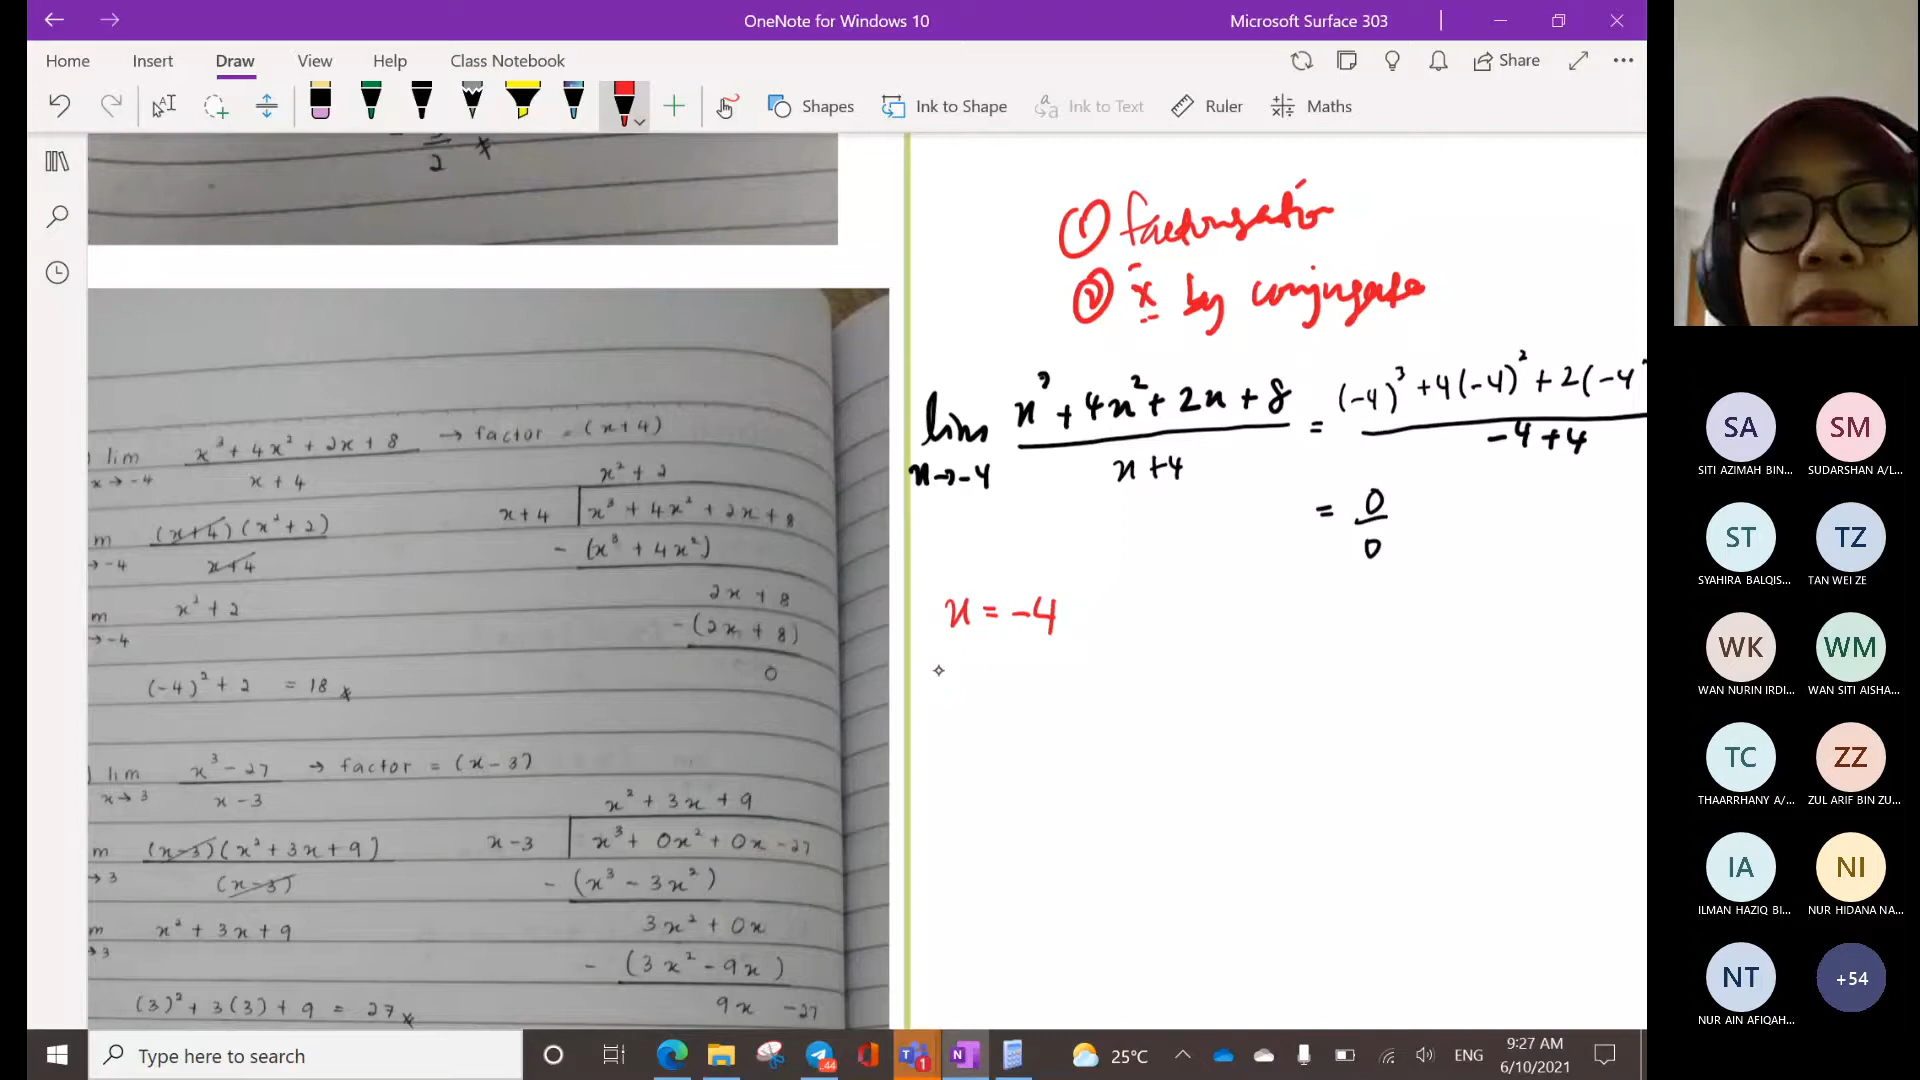 OneNote for Windows 10
Microsoft Surface 303
Home Insert Draw View Help Class Notebook
Share
Shapes
Ink to Shape
Ink to Text
Ruler
Maths
2
lim x³ + 4x² + 2x + 8 → factor = (x+4)
x → -4 x + 4
x² + 2
x+4 x³ + 4x² + 2x + 8
m (x+4)(x²+2)
→ -4 x+4
- (x³ + 4x²)
2x + 8
m x² + 2
→ -4
- (2x + 8)
0
(-4)² + 2 = 18
lim x³ - 27 → factor = (x - 3)
x → 3 x - 3
x² + 3x + 9
x-3 x³ + 0x² + 0x - 27
m (x-3)(x² + 3x + 9)
→ 3 (x-3)
- (x³ - 3x²)
3x² + 0x
m x² + 3x + 9
→ 3
- (3x² - 9x)
9x - 27
(3)² + 3(3) + 9 = 27
① factorization
② x by conjugate
lim x³ + 4x² + 2x + 8 = (-4)³ + 4(-4)² + 2(-4
x → -4 x + 4 -4 + 4
= 0
0
x = -4
SA
SITI AZIMAH BIN...
SM
SUDARSHAN A/L...
ST
SYAHIRA BALQIS...
TZ
TAN WEI ZE
WK
WAN NURIN IRDI...
WM
WAN SITI AISHA...
TC
THAARRHANY A/...
ZZ
ZUL ARIF BIN ZU...
IA
ILMAN HAZIQ BI...
NI
NUR HIDANA NA...
NT
NUR AIN AFIQAH...
+54
Type here to search
44
1
25°C
ENG
9:27 AM
6/10/2021